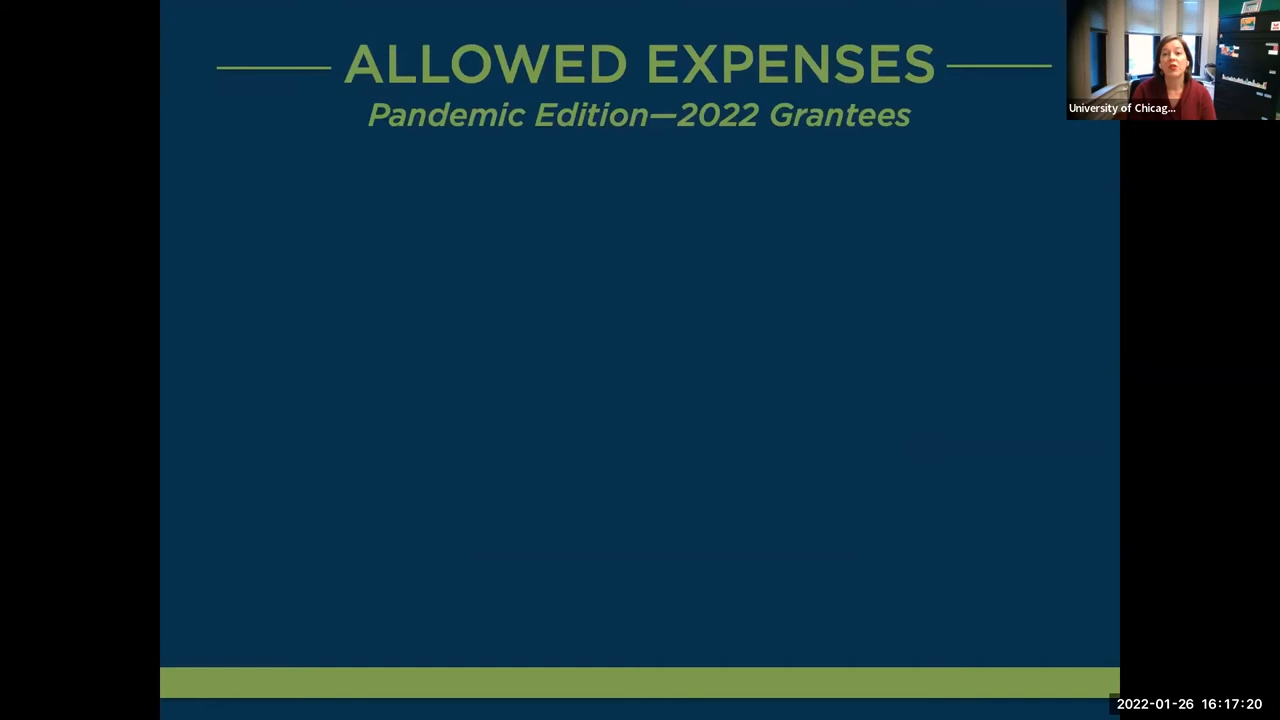 ALLOWED EXPENSES
Pandemic Edition—2022 Grantees
University of Chicag...
2022-01-26 16:17:20